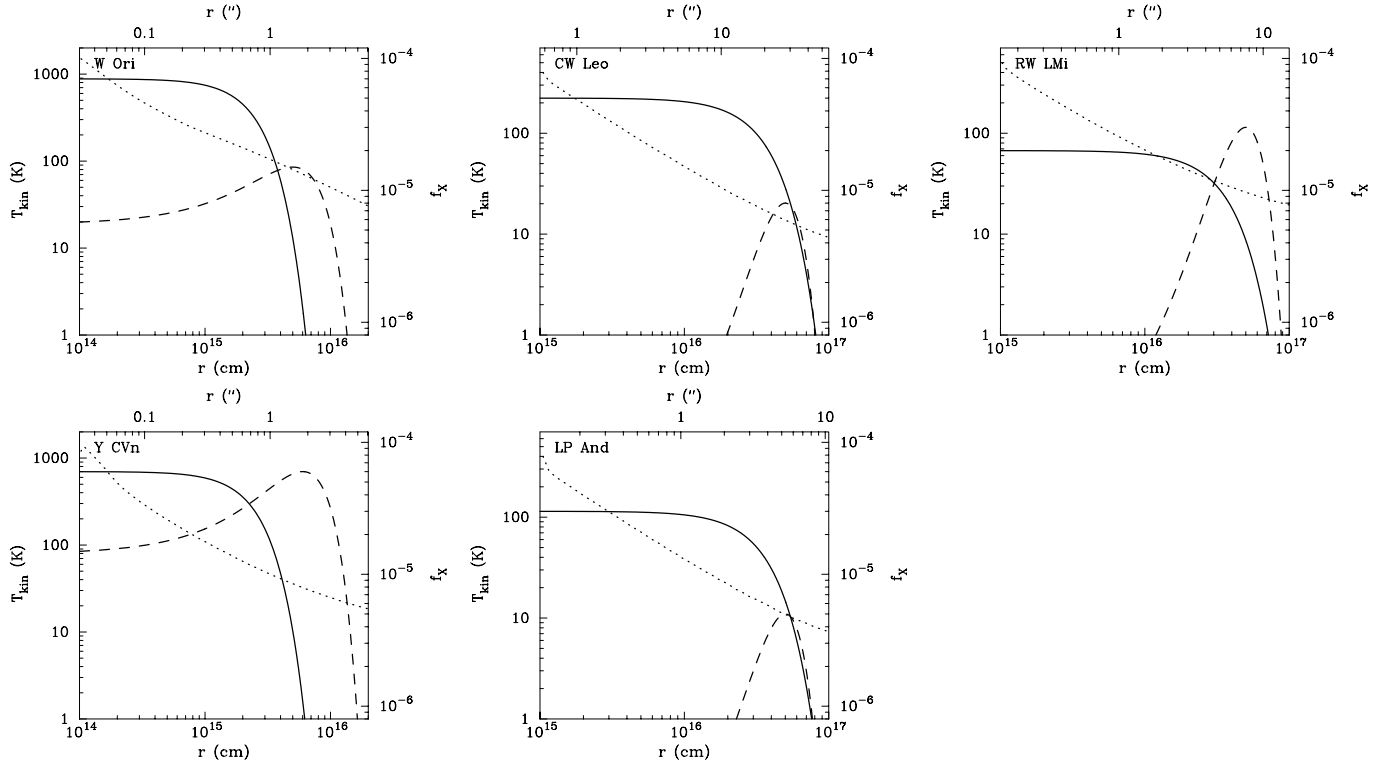 r (″)
0.1 1
W Ori
1000
100
10
1
T_kin (K)
10^-4
10^-5
10^-6
f_X
10^14 10^15 10^16
r (cm)
r (″)
1 10
CW Leo
100
10
1
T_kin (K)
10^-4
10^-5
10^-6
f_X
10^15 10^16 10^17
r (cm)
r (″)
1 10
RW LMi
100
10
1
T_kin (K)
10^-4
10^-5
10^-6
f_X
10^15 10^16 10^17
r (cm)
r (″)
0.1 1
Y CVn
1000
100
10
1
T_kin (K)
10^-4
10^-5
10^-6
f_X
10^14 10^15 10^16
r (cm)
r (″)
1 10
LP And
100
10
1
T_kin (K)
10^-4
10^-5
10^-6
f_X
10^15 10^16 10^17
r (cm)